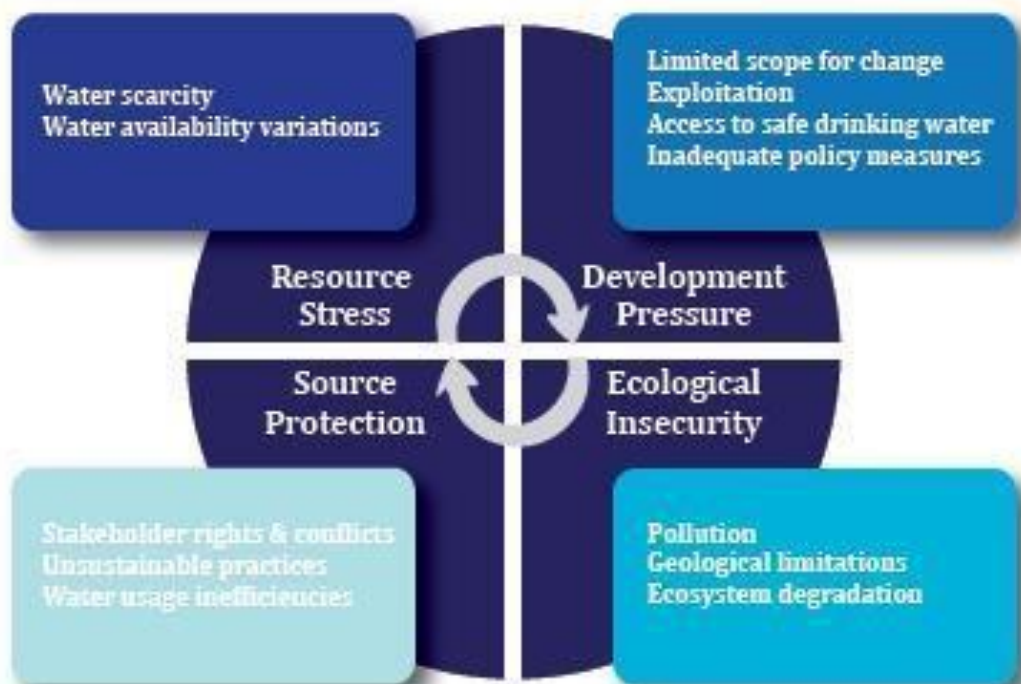 Water scarcity
Water availability variations
Limited scope for change
Exploitation
Access to safe drinking water
Inadequate policy measures
Resource
Stress
Development
Pressure
Source
Protection
Ecological
Insecurity
Stakeholder rights & conflicts
Unsustainable practices
Water usage inefficiencies
Pollution
Geological limitations
Ecosystem degradation